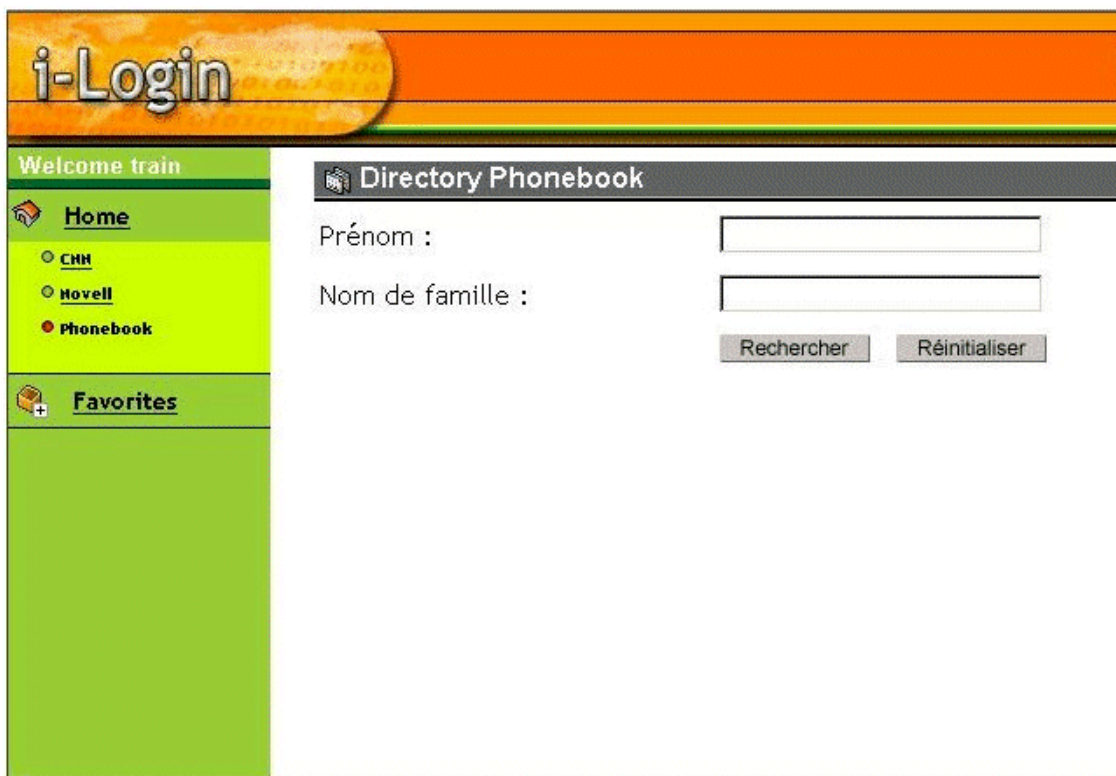 i-Login
Welcome train
Home
CNN
Novell
Phonebook
Favorites
Directory Phonebook
Prénom :
Nom de famille :
Rechercher Réinitialiser